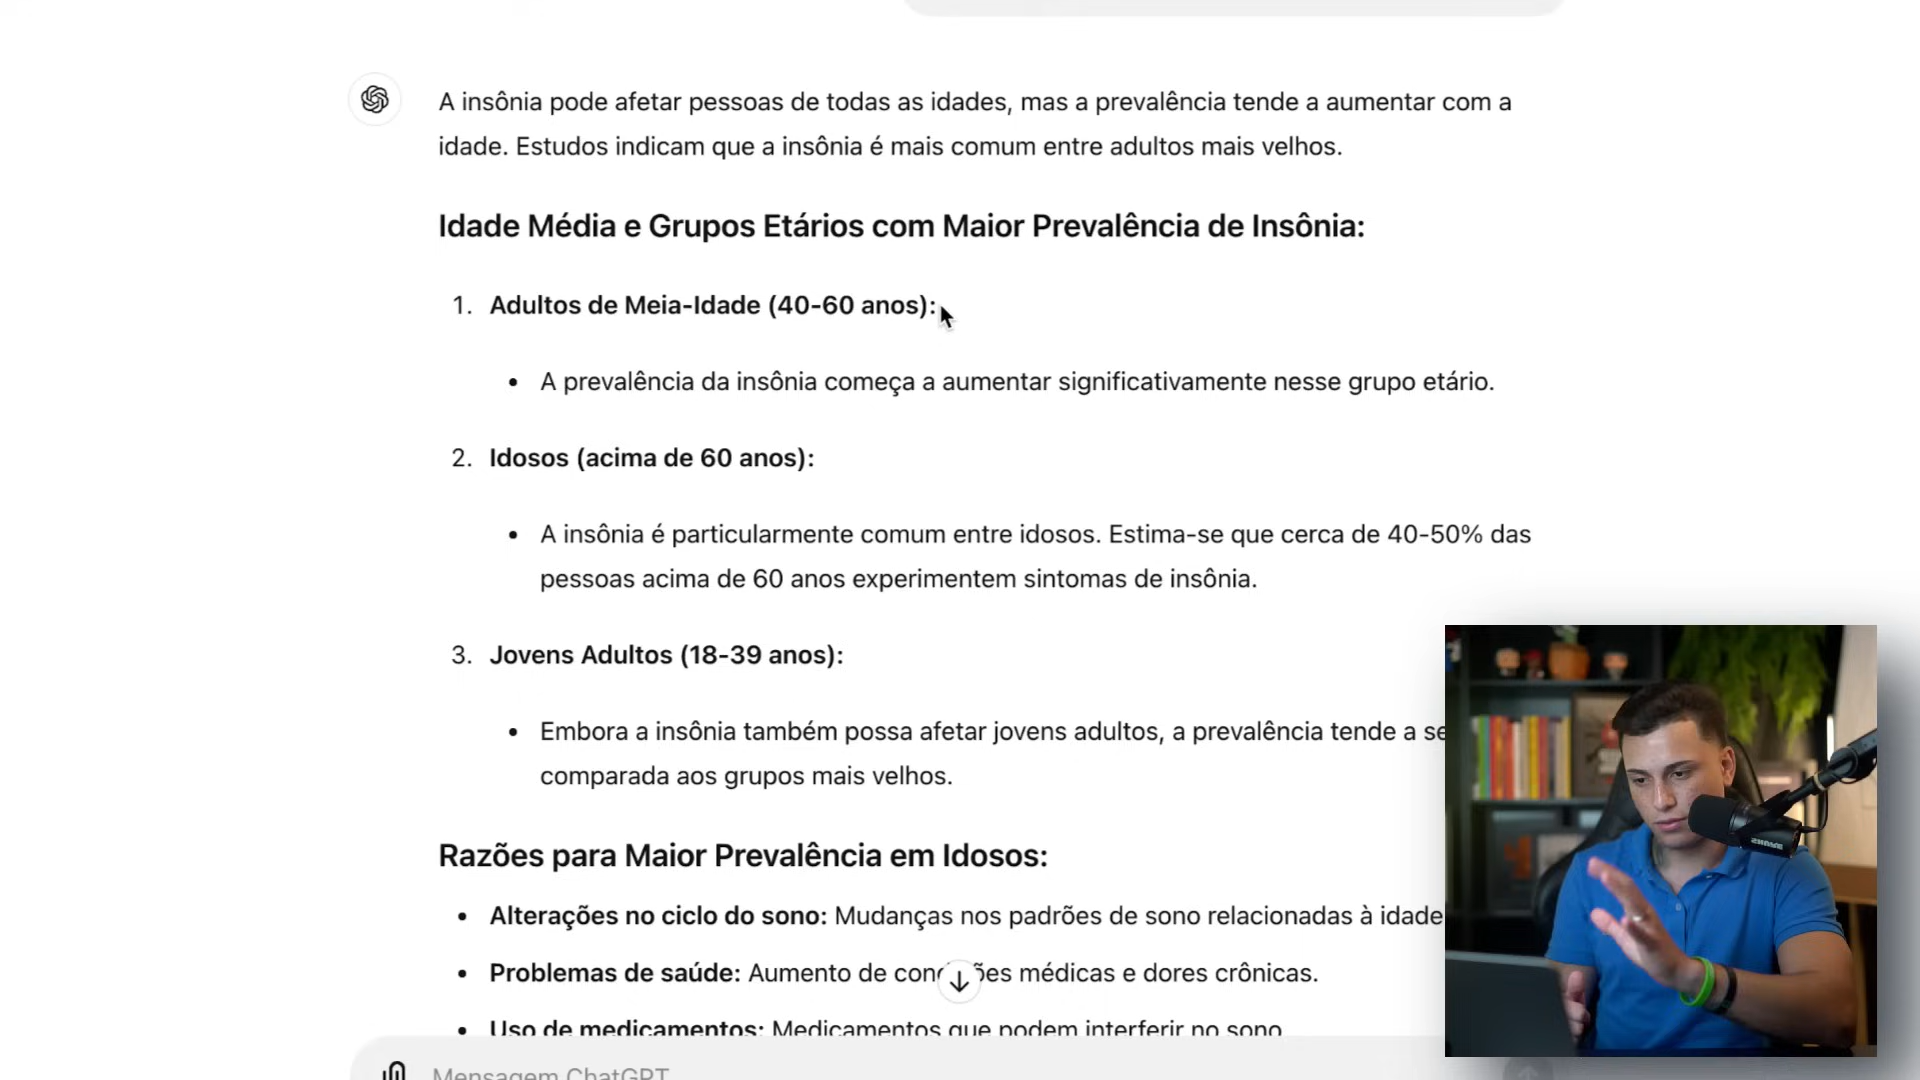 A insônia pode afetar pessoas de todas as idades, mas a prevalência tende a aumentar com a
idade. Estudos indicam que a insônia é mais comum entre adultos mais velhos.
Idade Média e Grupos Etários com Maior Prevalência de Insônia:
1. Adultos de Meia-Idade (40-60 anos):
• A prevalência da insônia começa a aumentar significativamente nesse grupo etário.
2. Idosos (acima de 60 anos):
• A insônia é particularmente comum entre idosos. Estima-se que cerca de 40-50% das
pessoas acima de 60 anos experimentem sintomas de insônia.
3. Jovens Adultos (18-39 anos):
• Embora a insônia também possa afetar jovens adultos, a prevalência tende a se
comparada aos grupos mais velhos.
Razões para Maior Prevalência em Idosos:
• Alterações no ciclo do sono: Mudanças nos padrões de sono relacionadas à idade
• Problemas de saúde: Aumento de condições médicas e dores crônicas.
• Uso de medicamentos: Medicamentos que podem interferir no sono
Mensagem ChatGPT